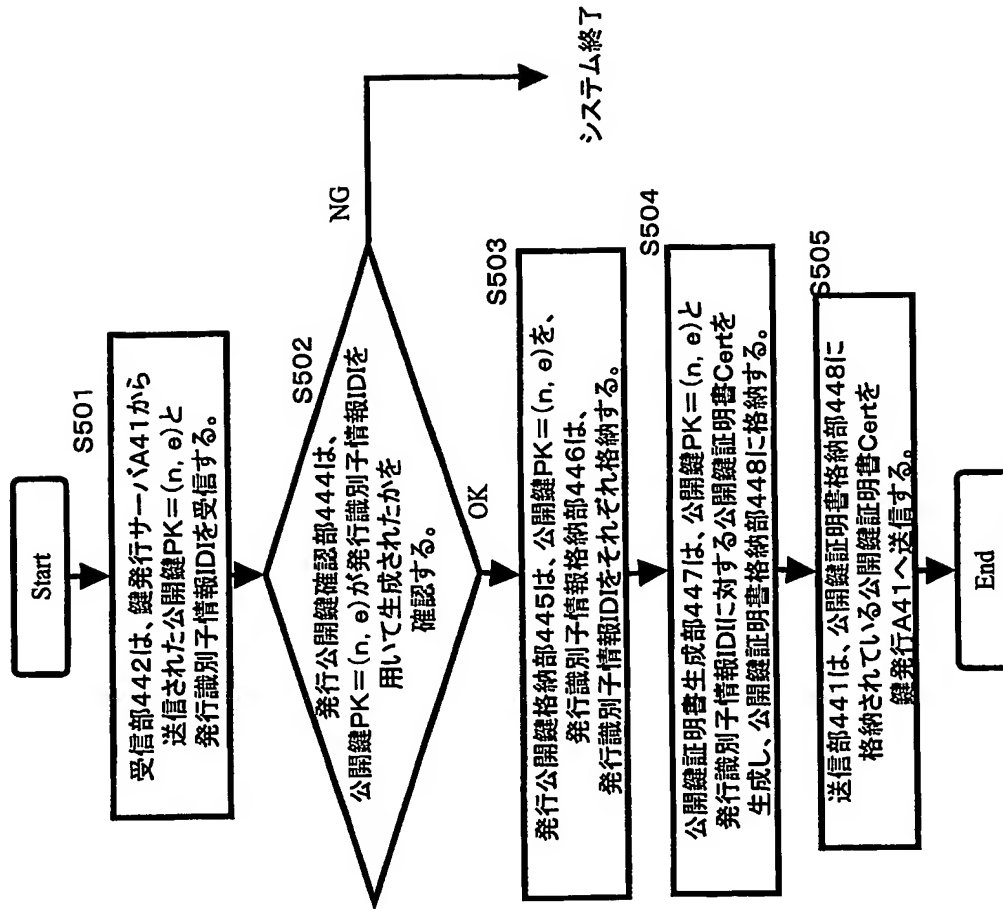 Start
S501
受信部442は、鍵発行サーバA41から
送信された公開鍵PK=(n, e)と
発行識別子情報IDIを受信する。
S502
発行公開鍵確認部444は、
公開鍵PK=(n, e)が発行識別子情報IDIを
用いて生成されたかを
確認する。
NG
システム終了
OK
S503
発行公開鍵格納部445は、公開鍵PK=(n, e)を、
発行識別子情報格納部446は、
発行識別子情報IDIをそれぞれ格納する。
S504
公開鍵証明書生成部447は、公開鍵PK=(n, e)と
発行識別子情報IDIに対する公開鍵証明書Certを
生成し、公開鍵証明書格納部448に格納する。
S505
送信部441は、公開鍵証明書格納部448に
格納されている公開鍵証明書Certを
鍵発行A41へ送信する。
End